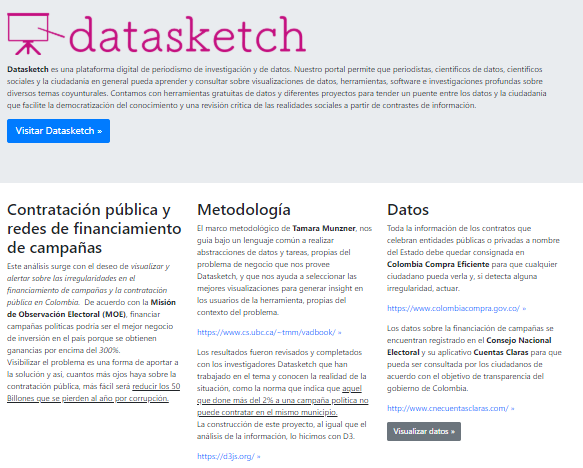 datasketch
Datasketch es una plataforma digital de periodismo de investigación y de datos. Nuestro portal permite que periodistas, científicos de datos, científicos
sociales y la ciudadanía en general pueda aprender y consultar sobre visualizaciones de datos, herramientas, software e investigaciones profundas sobre
diversos temas coyunturales. Contamos con herramientas gratuitas de datos y diferentes proyectos para tender un puente entre los datos y la ciudadanía
que facilite la democratización del conocimiento y una revisión crítica de las realidades sociales a partir de contrastes de información.
Visitar Datasketch »
Contratación pública y
redes de financiamiento
de campañas
Este análisis surge con el deseo de visualizar y
alertar sobre las irregularidades en el
financiamiento de campañas y la contratación
pública en Colombia. De acuerdo con la Misión
de Observación Electoral (MOE), financiar
campañas políticas podría ser el mejor negocio
de inversión en el país porque se obtienen
ganancias por encima del 300%.
Visibilizar el problema es una forma de aportar a
la solución y así, cuantos más ojos haya sobre la
contratación pública, más fácil será reducir los 50
Billones que se pierden al año por corrupción.
Metodología
El marco metodológico de Tamara Munzner, nos
guía bajo un lenguaje común a realizar
abstracciones de datos y tareas, propias del
problema de negocio que nos provee
Datasketch, y que nos ayuda a seleccionar las
mejores visualizaciones para generar insight en
los usuarios de la herramienta, propias del
contexto del problema.
https://www.cs.ubc.ca/~tmm/vadbook/ »
Los resultados fueron revisados y completados
con los investigadores Datasketch que han
trabajado en el tema y conocen la realidad de la
situación, como la norma que indica que aquel
que done más del 2% a una campaña política no
puede contratar en el mismo municipio.
La construcción de este proyecto, al igual que el
análisis de la información, lo hicimos con D3.
https://d3js.org/ »
Datos
Toda la información de los contratos que
celebran entidades públicas o privadas a nombre
del Estado debe quedar consignada en
Colombia Compra Eficiente para que cualquier
ciudadano pueda verla y, si detecta alguna
irregularidad, actuar.
https://www.colombiacompra.gov.co/ »
Los datos sobre la financiación de campañas se
encuentran registrado en el Consejo Nacional
Electoral y su aplicativo Cuentas Claras para que
pueda ser consultada por los ciudadanos de
acuerdo con el objetivo de transparencia del
gobierno de Colombia.
http://www.cnecuentasclaras.com/ »
Visualizar datos »